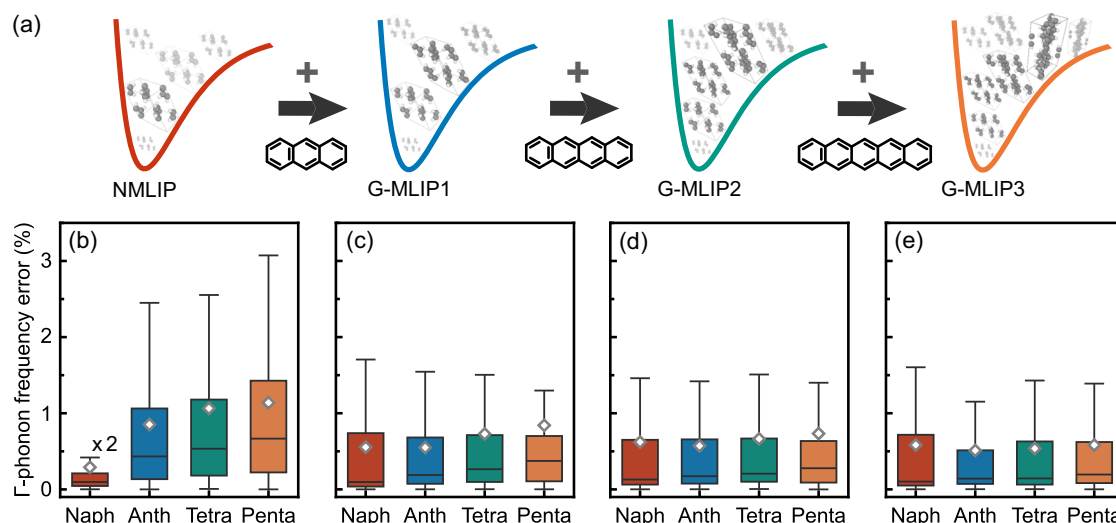 (a)
+ + +
NMLIP G-MLIP1 G-MLIP2 G-MLIP3
Γ-phonon frequency error (%)
(b) (c) (d) (e)
3
2
1
x 2
0
Naph Anth Tetra Penta Naph Anth Tetra Penta Naph Anth Tetra Penta Naph Anth Tetra Penta